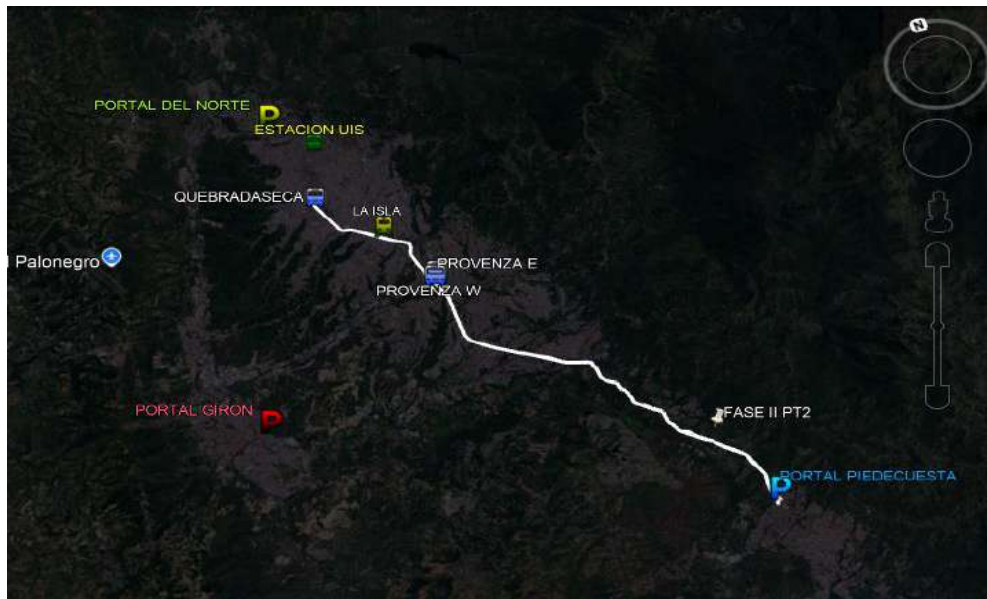 N
PORTAL DEL NORTE
P
ESTACION UIS
QUEBRADASECA
LA ISLA
l Palonegro
PROVENZA E
PROVENZA W
PORTAL GIRON
P
FASE II PT2
PORTAL PIEDECUESTA
P